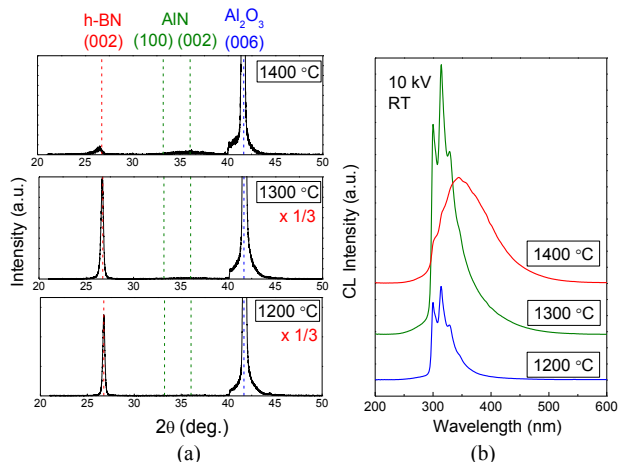 h-BN AlN Al₂O₃
(002) (100) (002) (006)
1400 °C
20 25 30 35 40 45 50
1300 °C
x 1/3
20 25 30 35 40 45 50
1200 °C
x 1/3
20 25 30 35 40 45 50
Intensity (a.u.)
2θ (deg.)
(a)
10 kV
RT
1400 °C
1300 °C
1200 °C
CL Intensity (a.u.)
200 300 400 500 600
Wavelength (nm)
(b)